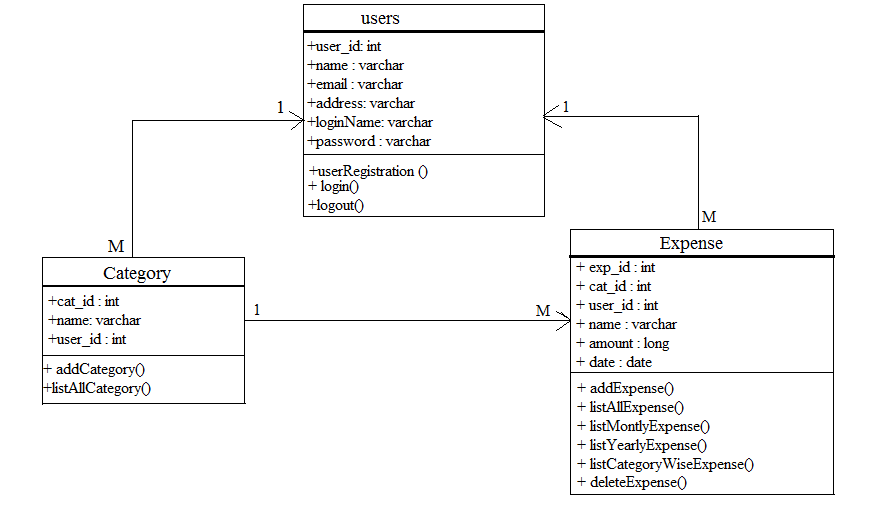 users
+user_id: int
+name : varchar
+email : varchar
+address: varchar
+loginName: varchar
+password : varchar
+userRegistration ()
+ login()
+logout()
1
1
M
M
Category
+cat_id : int
+name: varchar
+user_id : int
+ addCategory()
+listAllCategory()
1
M
Expense
+ exp_id : int
+ cat_id : int
+ user_id : int
+ name : varchar
+ amount : long
+ date : date
+ addExpense()
+ listAllExpense()
+ listMontlyExpense()
+ listYearlyExpense()
+ listCategoryWiseExpense()
+ deleteExpense()